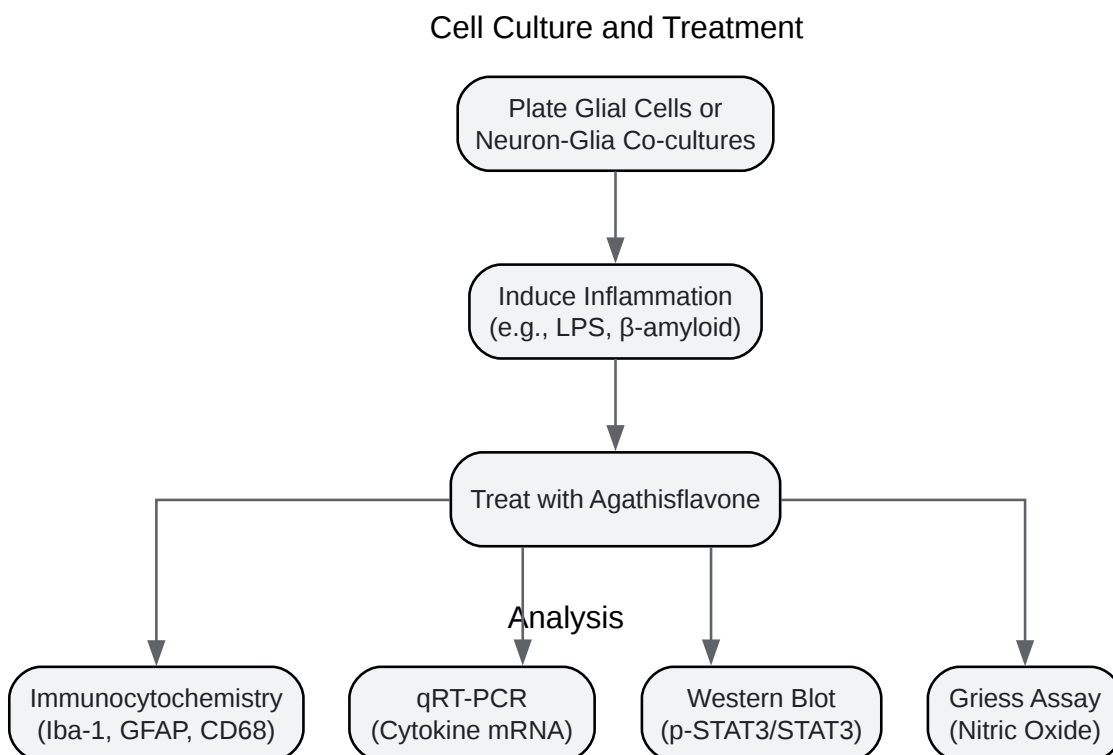 Cell Culture and Treatment
Plate Glial Cells or
Neuron-Glia Co-cultures
Induce Inflammation
(e.g., LPS, β-amyloid)
Treat with Agathisflavone
Analysis
Immunocytochemistry
(Iba-1, GFAP, CD68)
qRT-PCR
(Cytokine mRNA)
Western Blot
(p-STAT3/STAT3)
Griess Assay
(Nitric Oxide)